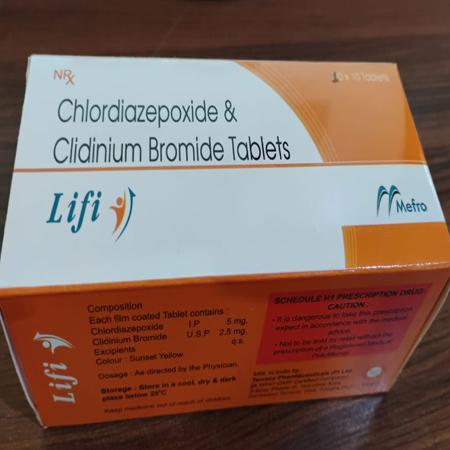 NRx
x 10 Tablets
Chlordiazepoxide &
Clidinium Bromide Tablets
Lifi
Mefro
Composition
Each film coated Tablet contains :
Chlordiazepoxide I.P 5 mg.
Clidinium Bromide U.S.P 2.5 mg.
Excipients q.s.
Colour : Sunset Yellow
Dosage : As directed by the Physician.
Storage : Store in a cool, dry & dark
place below 25°C
Keep medicine out of reach of children.
Lifi
SCHEDULE H1 PRESCRIPTION DRUG-
CAUTION :
• It is dangerous to take this preparation
except in accordance with the medical
advice.
• Not to be sold by retail without the
prescription of a Registered Medical
Practitioner.
Mfd. in India by
Pharmaceuticals (P) Ltd.